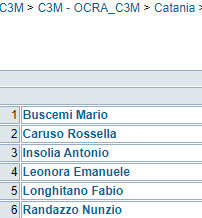 C3M > C3M - OCRA_C3M > Catania >
1 Buscemi Mario
2 Caruso Rossella
3 Insolia Antonio
4 Leonora Emanuele
5 Longhitano Fabio
6 Randazzo Nunzio